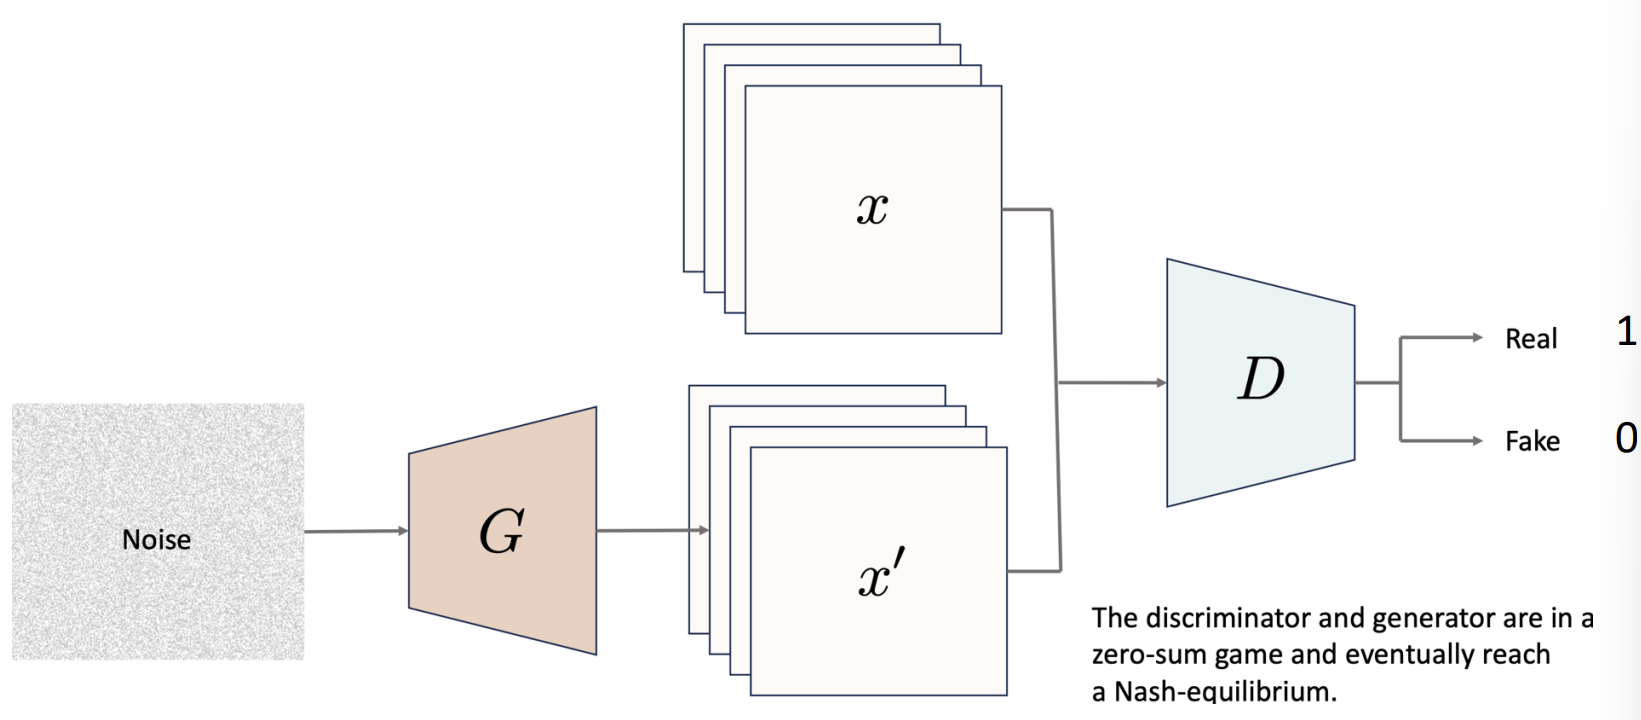 x
x′
Noise
G
D
Real 1
Fake 0
The discriminator and generator are in a
zero-sum game and eventually reach
a Nash-equilibrium.